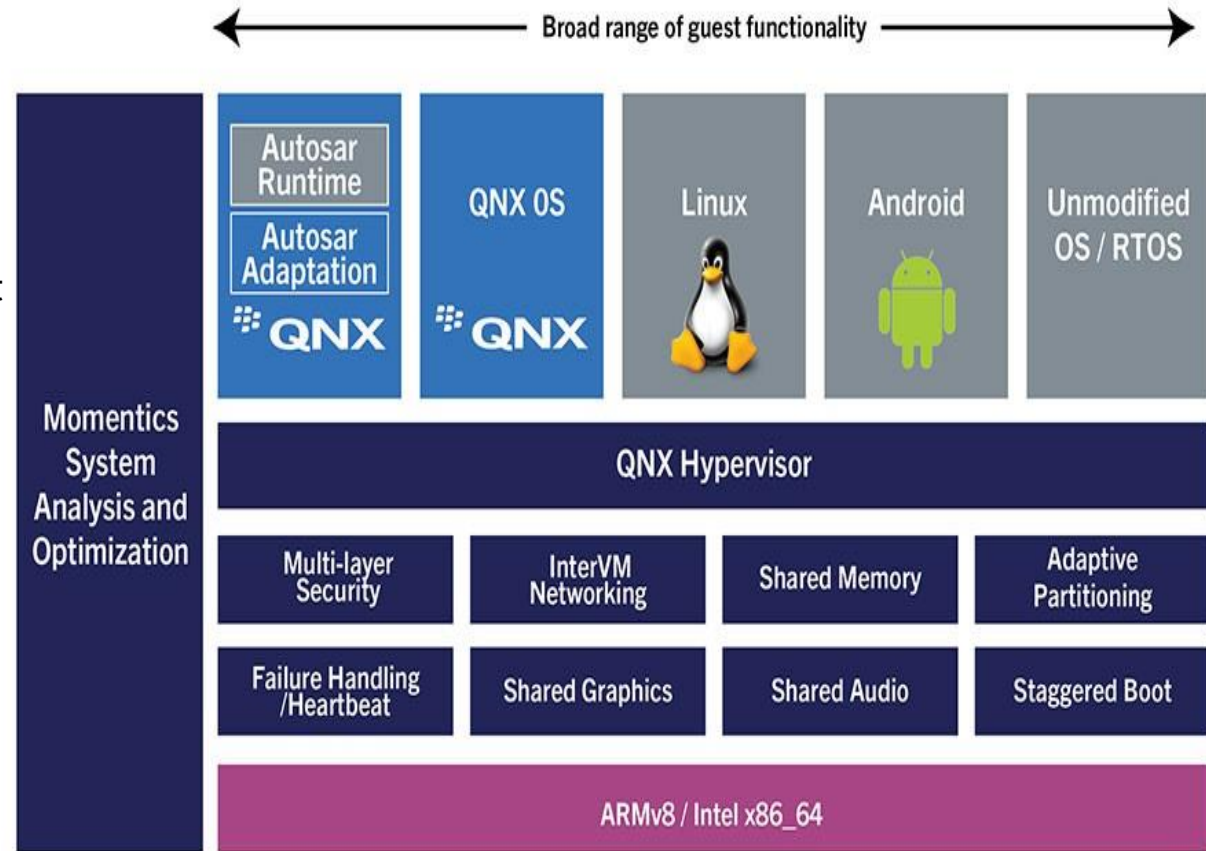 Broad range of guest functionality
Momentics
System
Analysis and
Optimization
Autosar
Runtime
Autosar
Adaptation
QNX
QNX OS
QNX
Linux
Android
Unmodified
OS / RTOS
QNX Hypervisor
Multi-layer
Security
InterVM
Networking
Shared Memory
Adaptive
Partitioning
Failure Handling
/Heartbeat
Shared Graphics
Shared Audio
Staggered Boot
ARMv8 / Intel x86_64